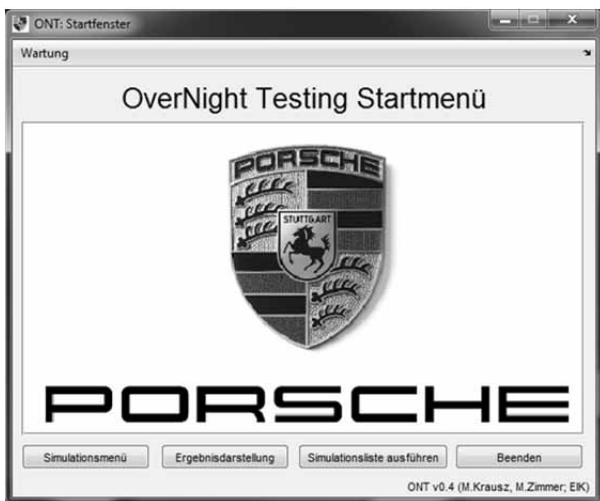 ONT: Startfenster
Wartung
OverNight Testing Startmenü
PORSCHE
STUTTGART
PORSCHE
Simulationsmenü
Ergebnisdarstellung
Simulationsliste ausführen
Beenden
ONT v0.4 (M.Krausz, M.Zimmer; EIK)